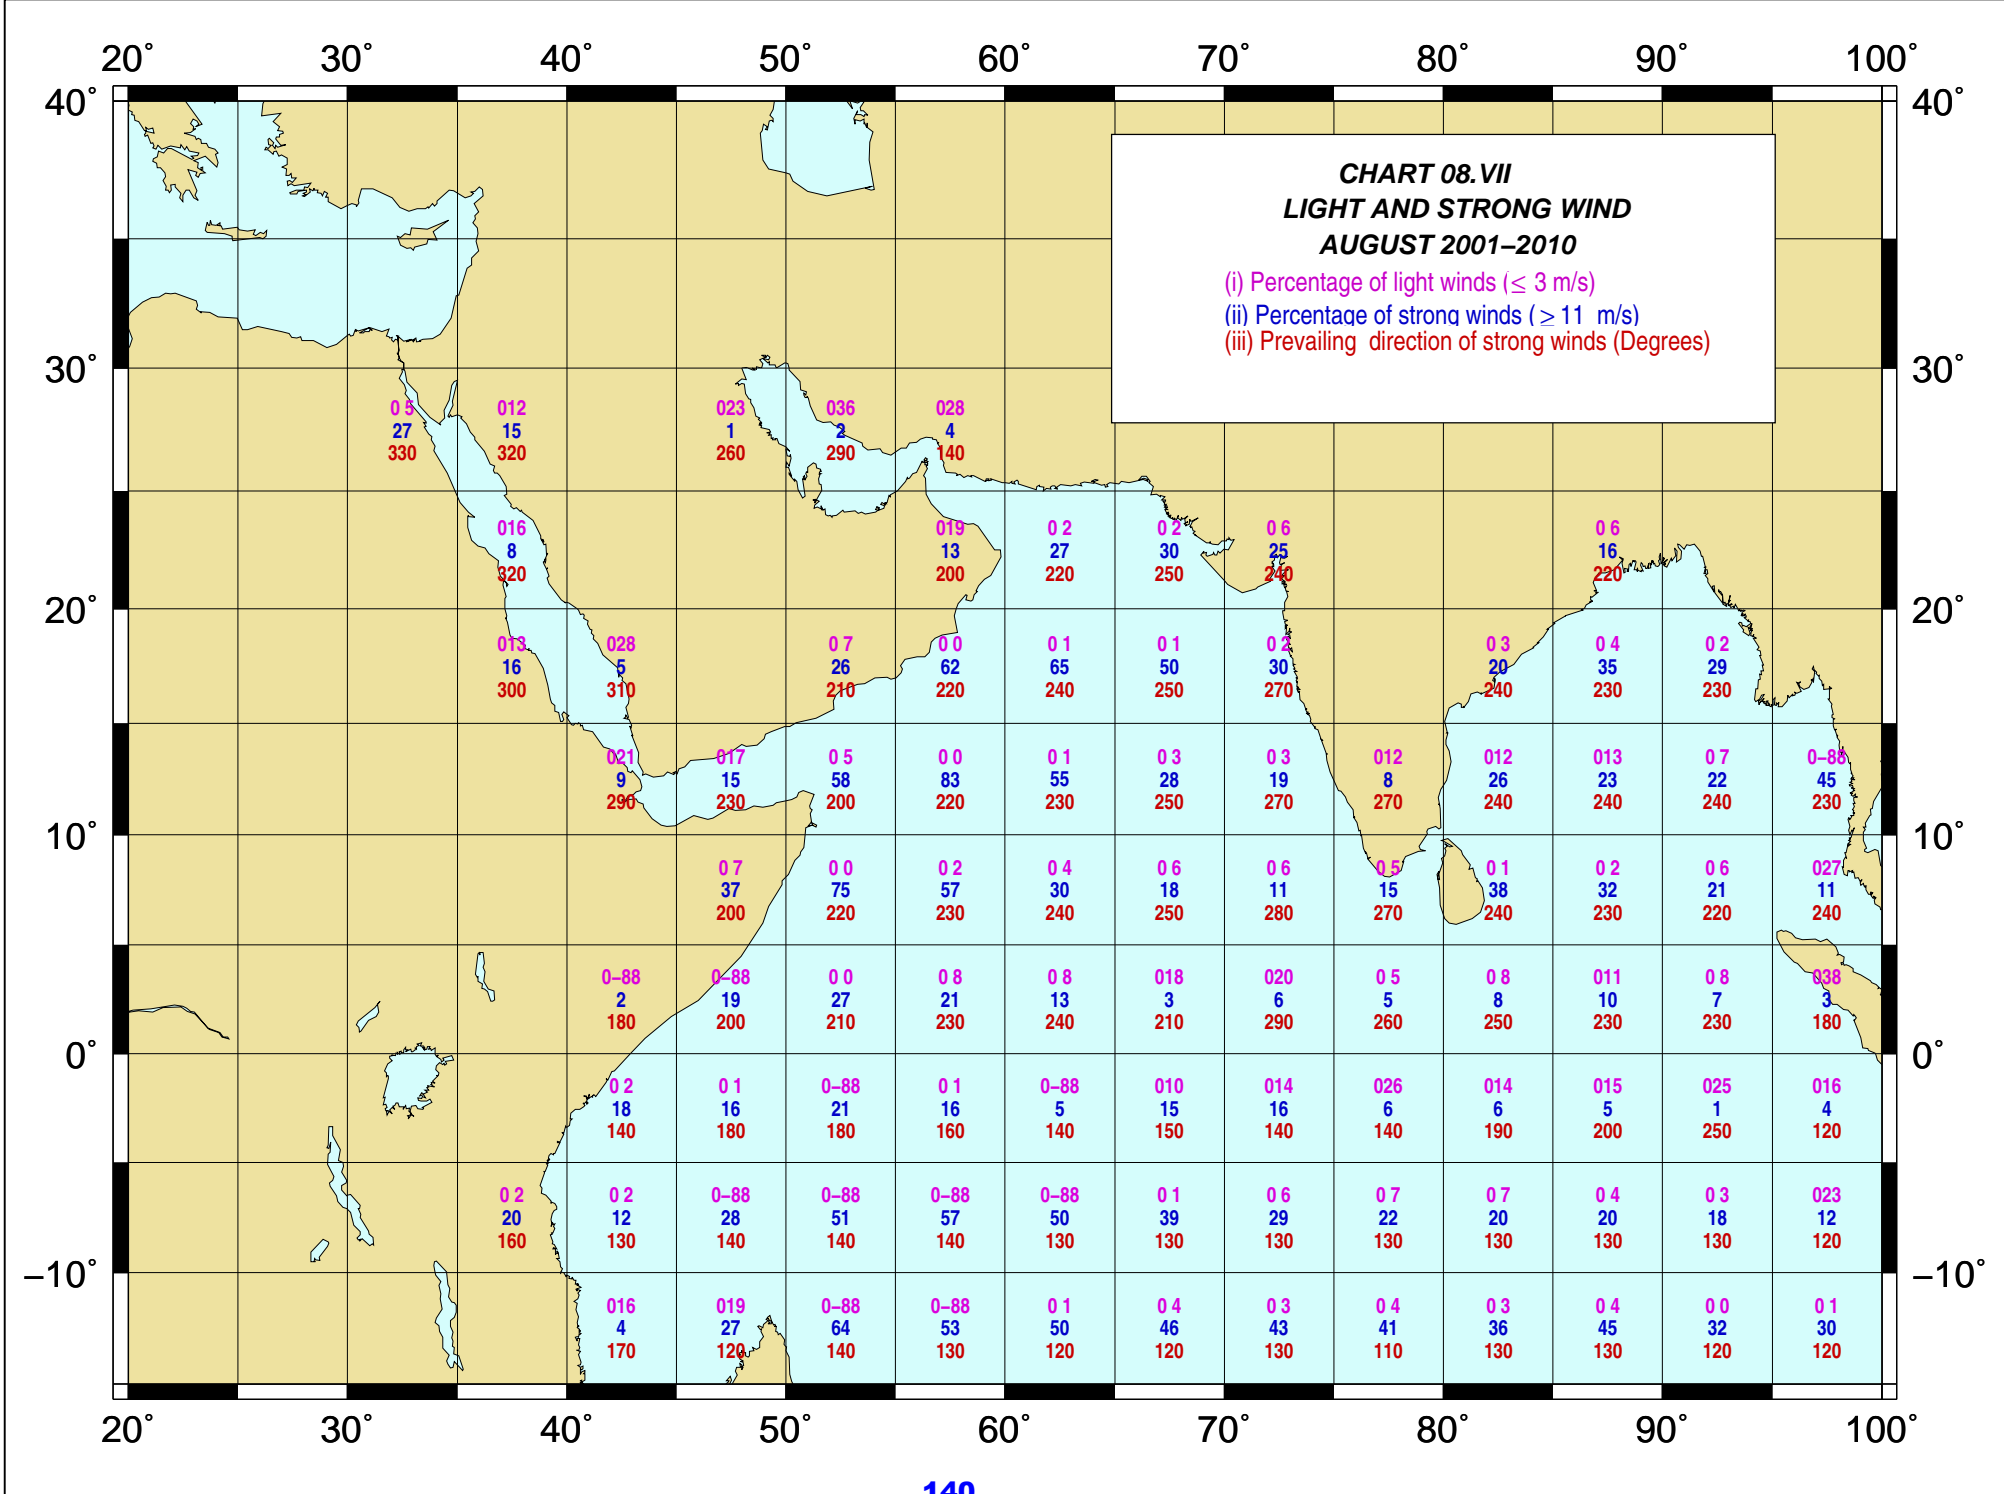 20° 30° 40° 50° 60° 70° 80° 90° 100°
40° 40°
CHART 08.VII
LIGHT AND STRONG WIND
AUGUST 2001–2010
(i) Percentage of light winds (≤ 3 m/s)
(ii) Percentage of strong winds (≥ 11 m/s)
(iii) Prevailing direction of strong winds (Degrees)
30° 30°
0 5 012 023 036 028
27 15 1 2 4
330 320 260 290 140
016 019 0 2 0 2 0 6 0 6
8 13 27 30 25 16
320 200 220 250 240 220
20° 20°
013 028 0 7 0 0 0 1 0 1 0 2 0 3 0 4 0 2
16 5 26 62 65 50 30 20 35 29
300 310 210 220 240 250 270 240 230 230
021 017 0 5 0 0 0 1 0 3 0 3 012 012 013 0 7 0–88
9 15 58 83 55 28 19 8 26 23 22 45
290 230 200 220 230 250 270 270 240 240 240 230
10° 10°
0 7 0 0 0 2 0 4 0 6 0 6 0 5 0 1 0 2 0 6 027
37 75 57 30 18 11 15 38 32 21 11
200 220 230 240 250 280 270 240 230 220 240
0–88 0–88 0 0 0 8 0 8 018 020 0 5 0 8 011 0 8 038
2 19 27 21 13 3 6 5 8 10 7 3
180 200 210 230 240 210 290 260 250 230 230 180
0° 0°
0 2 0 1 0–88 0 1 0–88 010 014 026 014 015 025 016
18 16 21 16 5 15 16 6 6 5 1 4
140 180 180 160 140 150 140 140 190 200 250 120
0 2 0 2 0–88 0–88 0–88 0–88 0 1 0 6 0 7 0 7 0 4 0 3 023
20 12 28 51 57 50 39 29 22 20 20 18 12
160 130 140 140 140 130 130 130 130 130 130 130 120
–10° –10°
016 019 0–88 0–88 0 1 0 4 0 3 0 4 0 3 0 4 0 0 0 1
4 27 64 53 50 46 43 41 36 45 32 30
170 120 140 130 120 120 130 110 130 130 120 120
20° 30° 40° 50° 60° 70° 80° 90° 100°
140